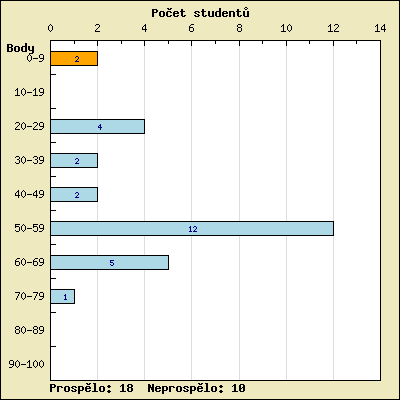 Počet studentů
0 2 4 6 8 10 12 14
Body
0-9 2
10-19
20-29 4
30-39 2
40-49 2
50-59 12
60-69 5
70-79 1
80-89
90-100
Prospělo: 18 Neprospělo: 10